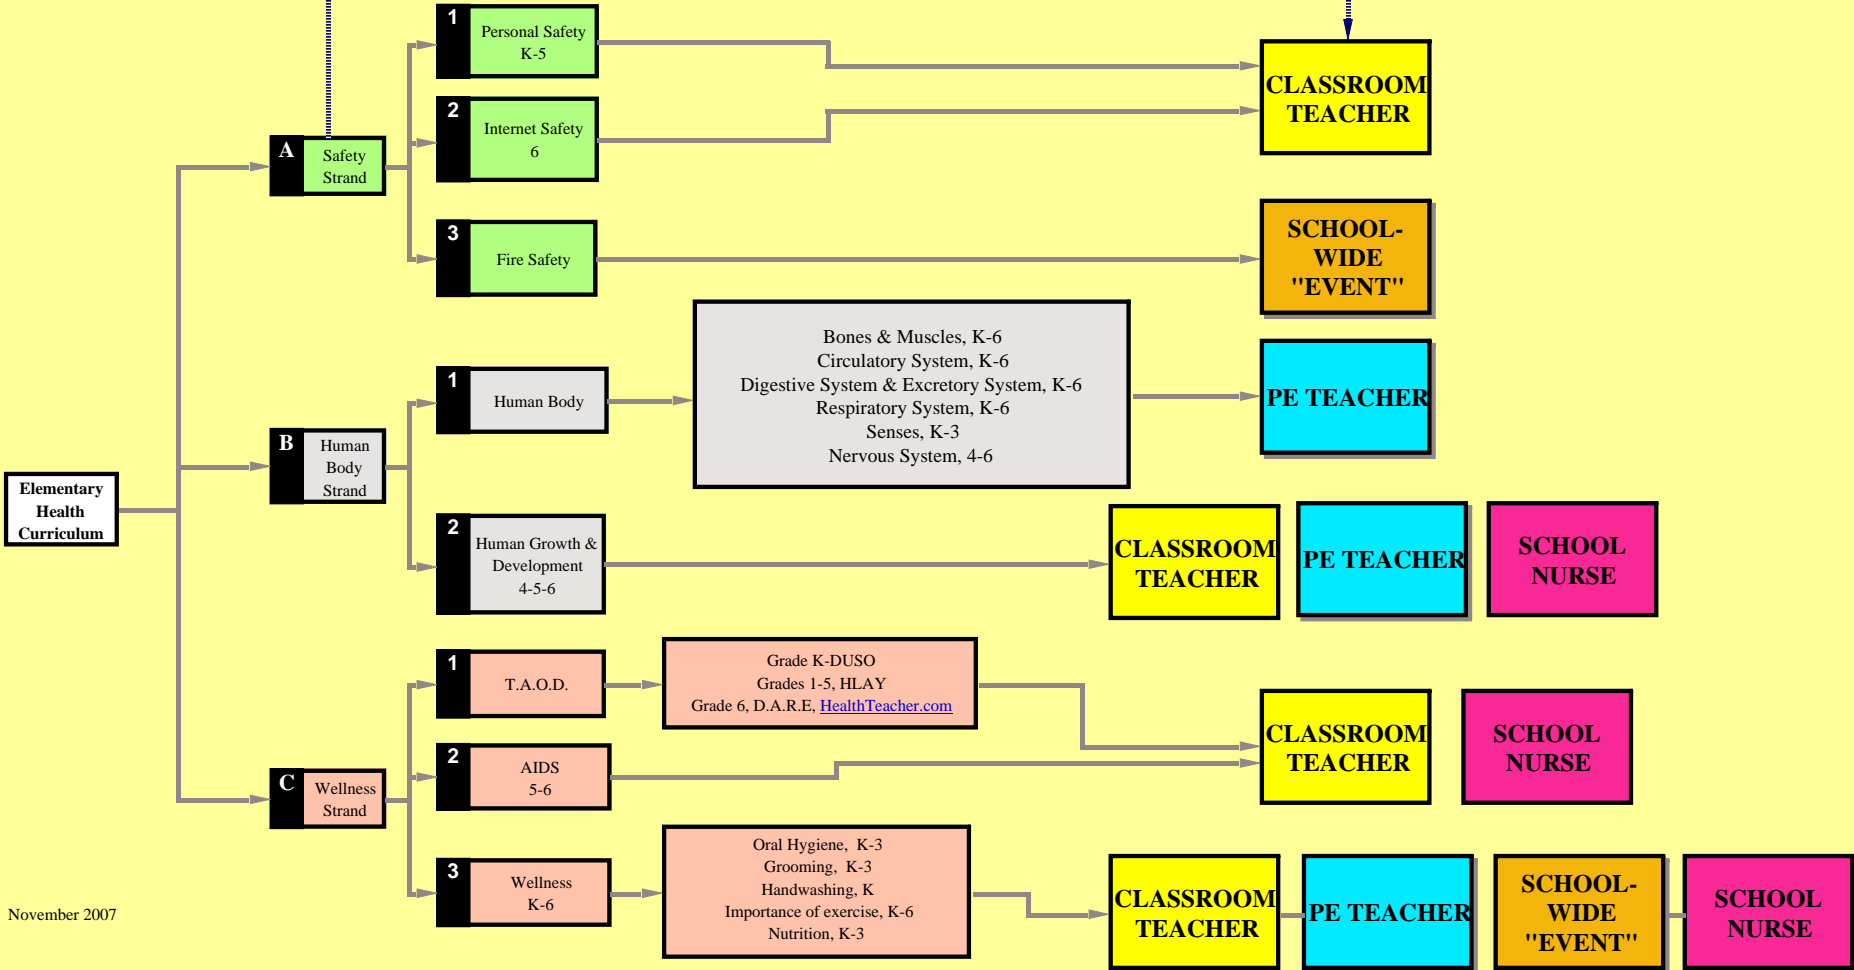 1
Personal Safety
K-5
CLASSROOM
TEACHER
2
Internet Safety
6
A
Safety
Strand
3
Fire Safety
SCHOOL-
WIDE
"EVENT"
1
Human Body
Bones & Muscles, K-6
Circulatory System, K-6
Digestive System & Excretory System, K-6
Respiratory System, K-6
Senses, K-3
Nervous System, 4-6
PE TEACHER
B
Human
Body
Strand
Elementary
Health
Curriculum
2
Human Growth &
Development
4-5-6
CLASSROOM
TEACHER
PE TEACHER
SCHOOL
NURSE
1
T.A.O.D.
Grade K-DUSO
Grades 1-5, HLAY
Grade 6, D.A.R.E, HealthTeacher.com
CLASSROOM
TEACHER
SCHOOL
NURSE
2
AIDS
5-6
C
Wellness
Strand
3
Wellness
K-6
Oral Hygiene, K-3
Grooming, K-3
Handwashing, K
Importance of exercise, K-6
Nutrition, K-3
CLASSROOM
TEACHER
PE TEACHER
SCHOOL-
WIDE
"EVENT"
SCHOOL
NURSE
November 2007